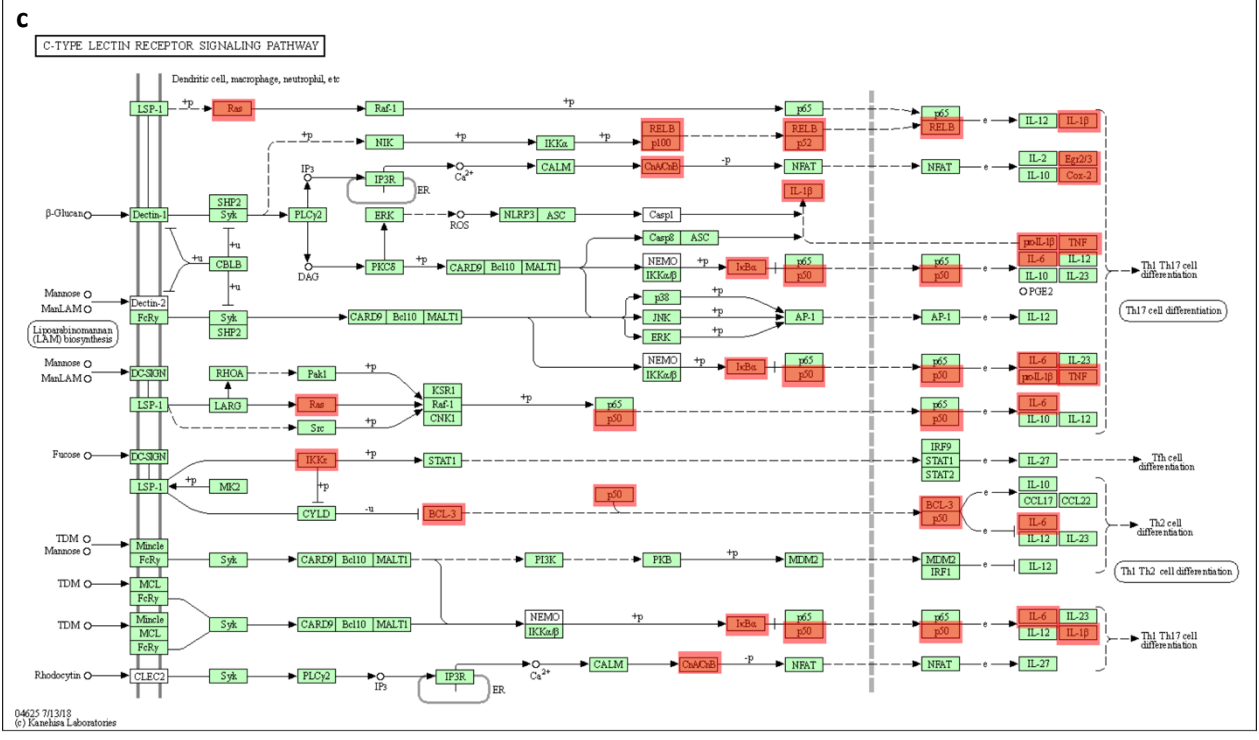 c
C-TYPE LECTIN RECEPTOR SIGNALING PATHWAY
Dendritic cell, macrophage, neutrophil, etc
LSP-1 +p Ras Raf-1 +p p65 p65 IL-12 IL-1β
+p NIK +p IKKα +p RELB RELB RELB e
p100 p52
IP3 IP3R ER Ca2+ CALM CnA/CnB -p NFAT NFAT e IL-2 Egr2/3
IL-10 Cox-2
SHP2 IL-1β
β-Glucan Dectin-1 Syk PLCγ2 ERK ROS NLRP3 ASC Casp1
+u Casp8 ASC pro-IL-1β TNF
+u CBLB DAG PKCδ +p CARD9 Bcl10 MALT1 NEMO +p IκBα p65 p65 e IL-6 IL-12
IKKα/β p50 p50 IL-10 IL-23
Th1 Th17 cell
differentiation
PGE2
+u
Mannose
ManLAM Dectin-2 p38 +p
Lipoarabinomannan
(LAM) biosynthesis
FcRγ Syk CARD9 Bcl10 MALT1 JNK +p AP-1 AP-1 e IL-12
Th17 cell differentiation
SHP2 ERK +p
Mannose
ManLAM DC-SIGN RHOA Pak1 +p NEMO +p IκBα p65 p65 e IL-6 IL-23
IKKα/β p50 p50 pro-IL-1β TNF
KSR1
LSP-1 LARG Ras Raf-1 +p p65 p65 e IL-6
Src +p CNK1 p50 p50 IL-10 IL-12
Fucose DC-SIGN IKKε +p STAT1 IRF9
STAT1 e IL-27 Tfh cell
differentiation
STAT2
LSP-1 +p MK2 +p p50 IL-10
e CCL17 CCL22
CYLD -u BCL-3 BCL-3
p50 e IL-6 Th2 cell
differentiation
IL-12 IL-23
TDM
Mannose Mincle
FcRγ Syk CARD9 Bcl10 MALT1 PI3K PKB +p MDM2 MDM2 e IL-12
IRF1
Th1 Th2 cell differentiation
TDM MCL
FcRγ
TDM Mincle Syk CARD9 Bcl10 MALT1 NEMO +p IκBα p65 p65 e IL-6 IL-23
MCL IKKα/β p50 p50 IL-12 IL-1β
FcRγ
Th1 Th17 cell
differentiation
Rhodocytin CLEC2 Syk PLCγ2 IP3 IP3R ER Ca2+ CALM CnA/CnB -p NFAT NFAT e IL-27
04625 7/13/18
(c) Kanehisa Laboratories